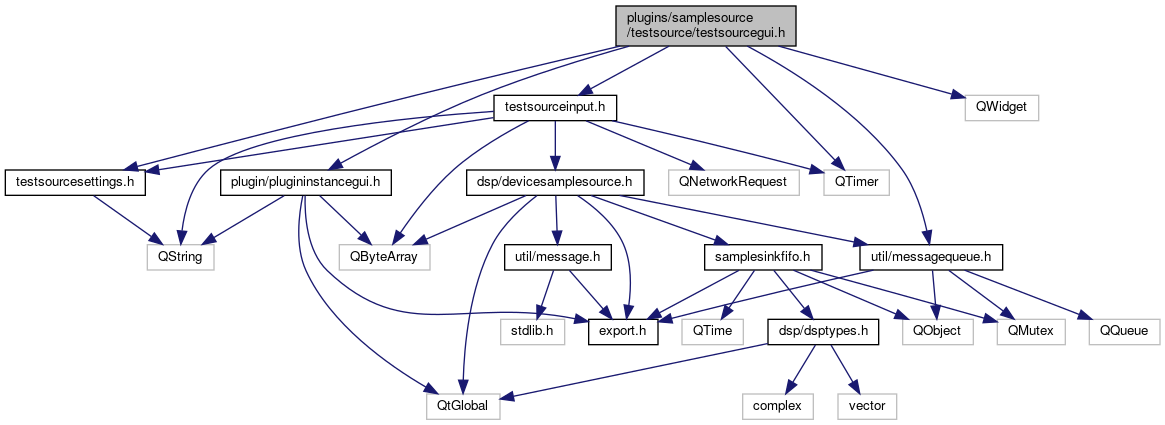 plugins/samplesource
/testsource/testsourcegui.h
testsourceinput.h
QWidget
testsourcesettings.h
plugin/plugininstancegui.h
dsp/devicesamplesource.h
QNetworkRequest
QTimer
QString
QByteArray
util/message.h
samplesinkfifo.h
util/messagequeue.h
stdlib.h
export.h
QTime
dsp/dsptypes.h
QObject
QMutex
QQueue
QtGlobal
complex
vector